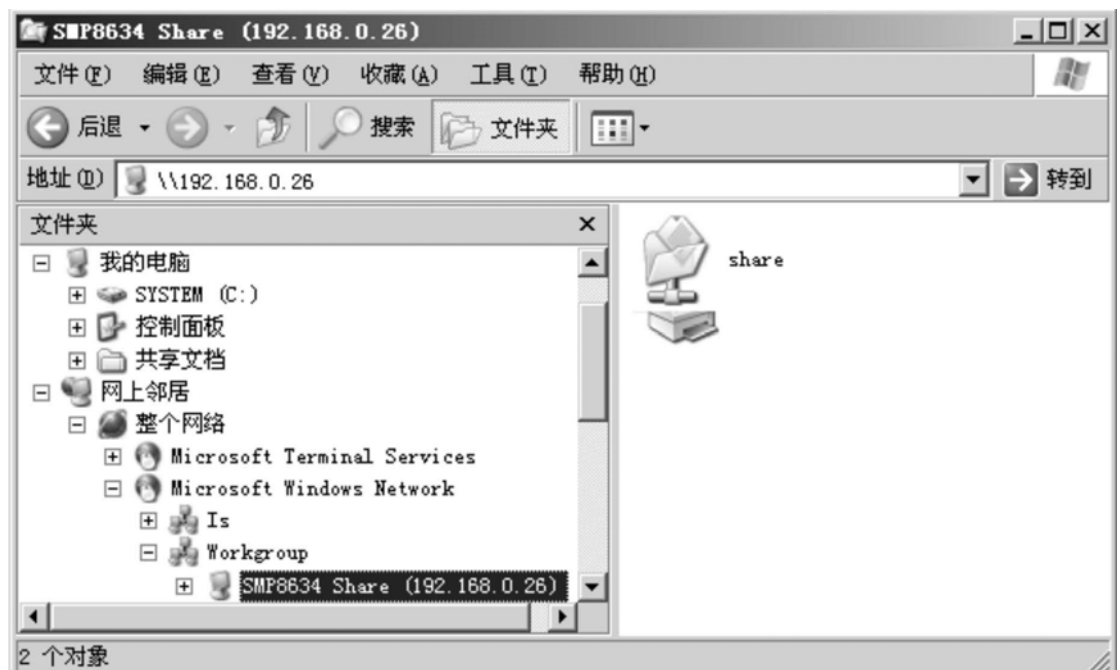 SMP8634 Share (192.168.0.26)
文件(F) 编辑(E) 查看(V) 收藏(A) 工具(T) 帮助(H)
后退 搜索 文件夹
地址(D) \\192.168.0.26 转到
文件夹
我的电脑
SYSTEM (C:)
控制面板
共享文档
网上邻居
整个网络
Microsoft Terminal Services
Microsoft Windows Network
Is
Workgroup
SMP8634 Share (192.168.0.26)
share
2 个对象